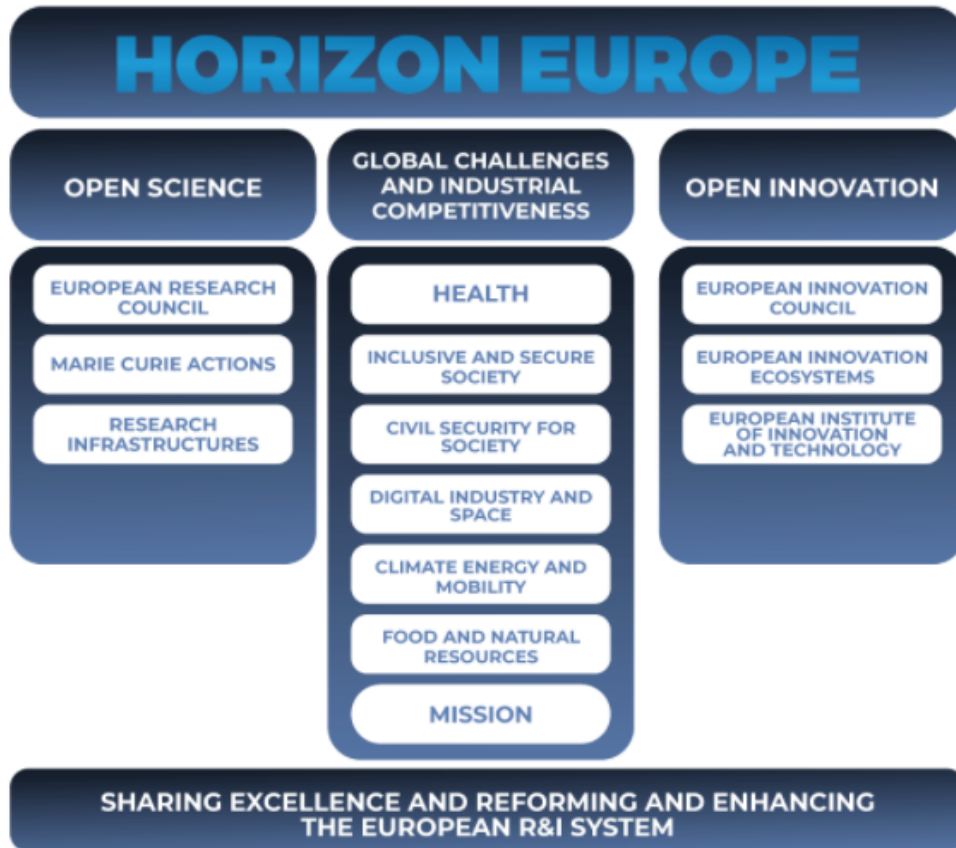 HORIZON EUROPE
OPEN SCIENCE
EUROPEAN RESEARCH
COUNCIL
MARIE CURIE ACTIONS
RESEARCH
INFRASTRUCTURES
GLOBAL CHALLENGES
AND INDUSTRIAL
COMPETITIVENESS
HEALTH
INCLUSIVE AND SECURE
SOCIETY
CIVIL SECURITY FOR
SOCIETY
DIGITAL INDUSTRY AND
SPACE
CLIMATE ENERGY AND
MOBILITY
FOOD AND NATURAL
RESOURCES
MISSION
OPEN INNOVATION
EUROPEAN INNOVATION
COUNCIL
EUROPEAN INNOVATION
ECOSYSTEMS
EUROPEAN INSTITUTE
OF INNOVATION
AND TECHNOLOGY
SHARING EXCELLENCE AND REFORMING AND ENHANCING
THE EUROPEAN R&I SYSTEM